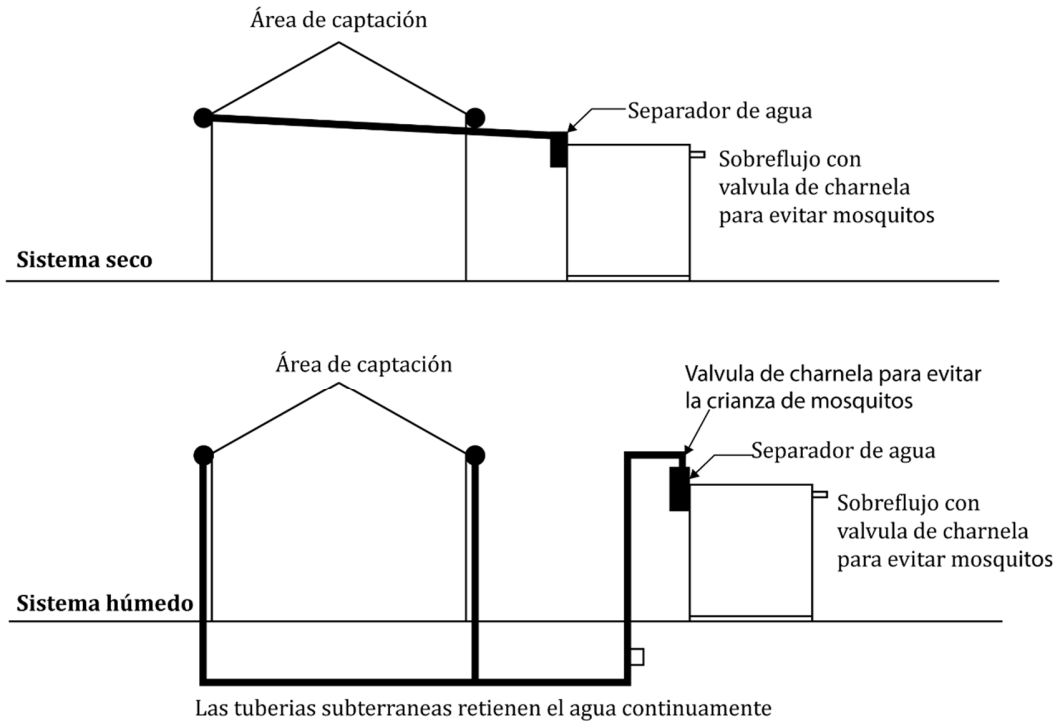 Área de captación
Separador de agua
Sobreflujo con
valvula de charnela
para evitar mosquitos
Sistema seco
Área de captación
Valvula de charnela para evitar
la crianza de mosquitos
Separador de agua
Sobreflujo con
valvula de charnela
para evitar mosquitos
Sistema húmedo
Las tuberias subterraneas retienen el agua continuamente